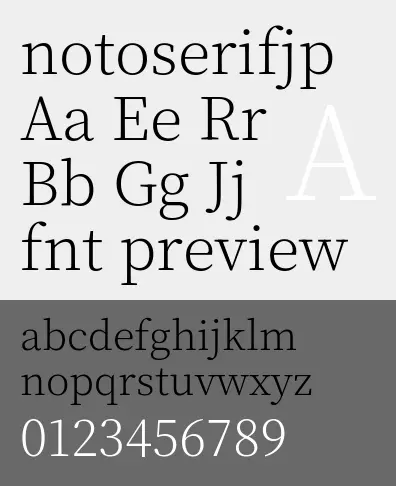 notoserifjp
Aa Ee Rr
A
Bb Gg Jj
fnt preview
abcdefghijklm
nopqrstuvwxyz
0123456789